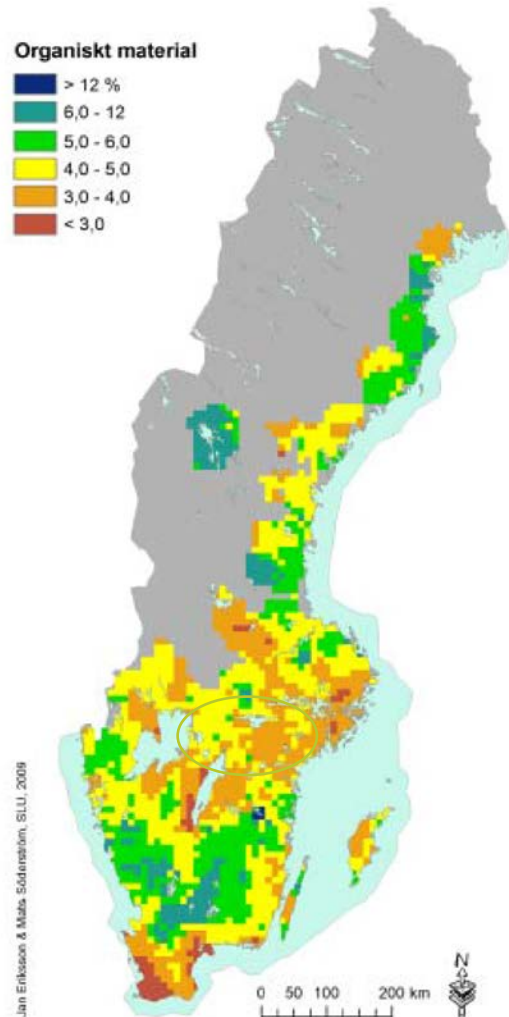 Organiskt material
> 12 %
6,0 - 12
5,0 - 6,0
4,0 - 5,0
3,0 - 4,0
< 3,0
Jan Eriksson & Mats Söderström, SLU, 2009
N
0 50 100 200 km